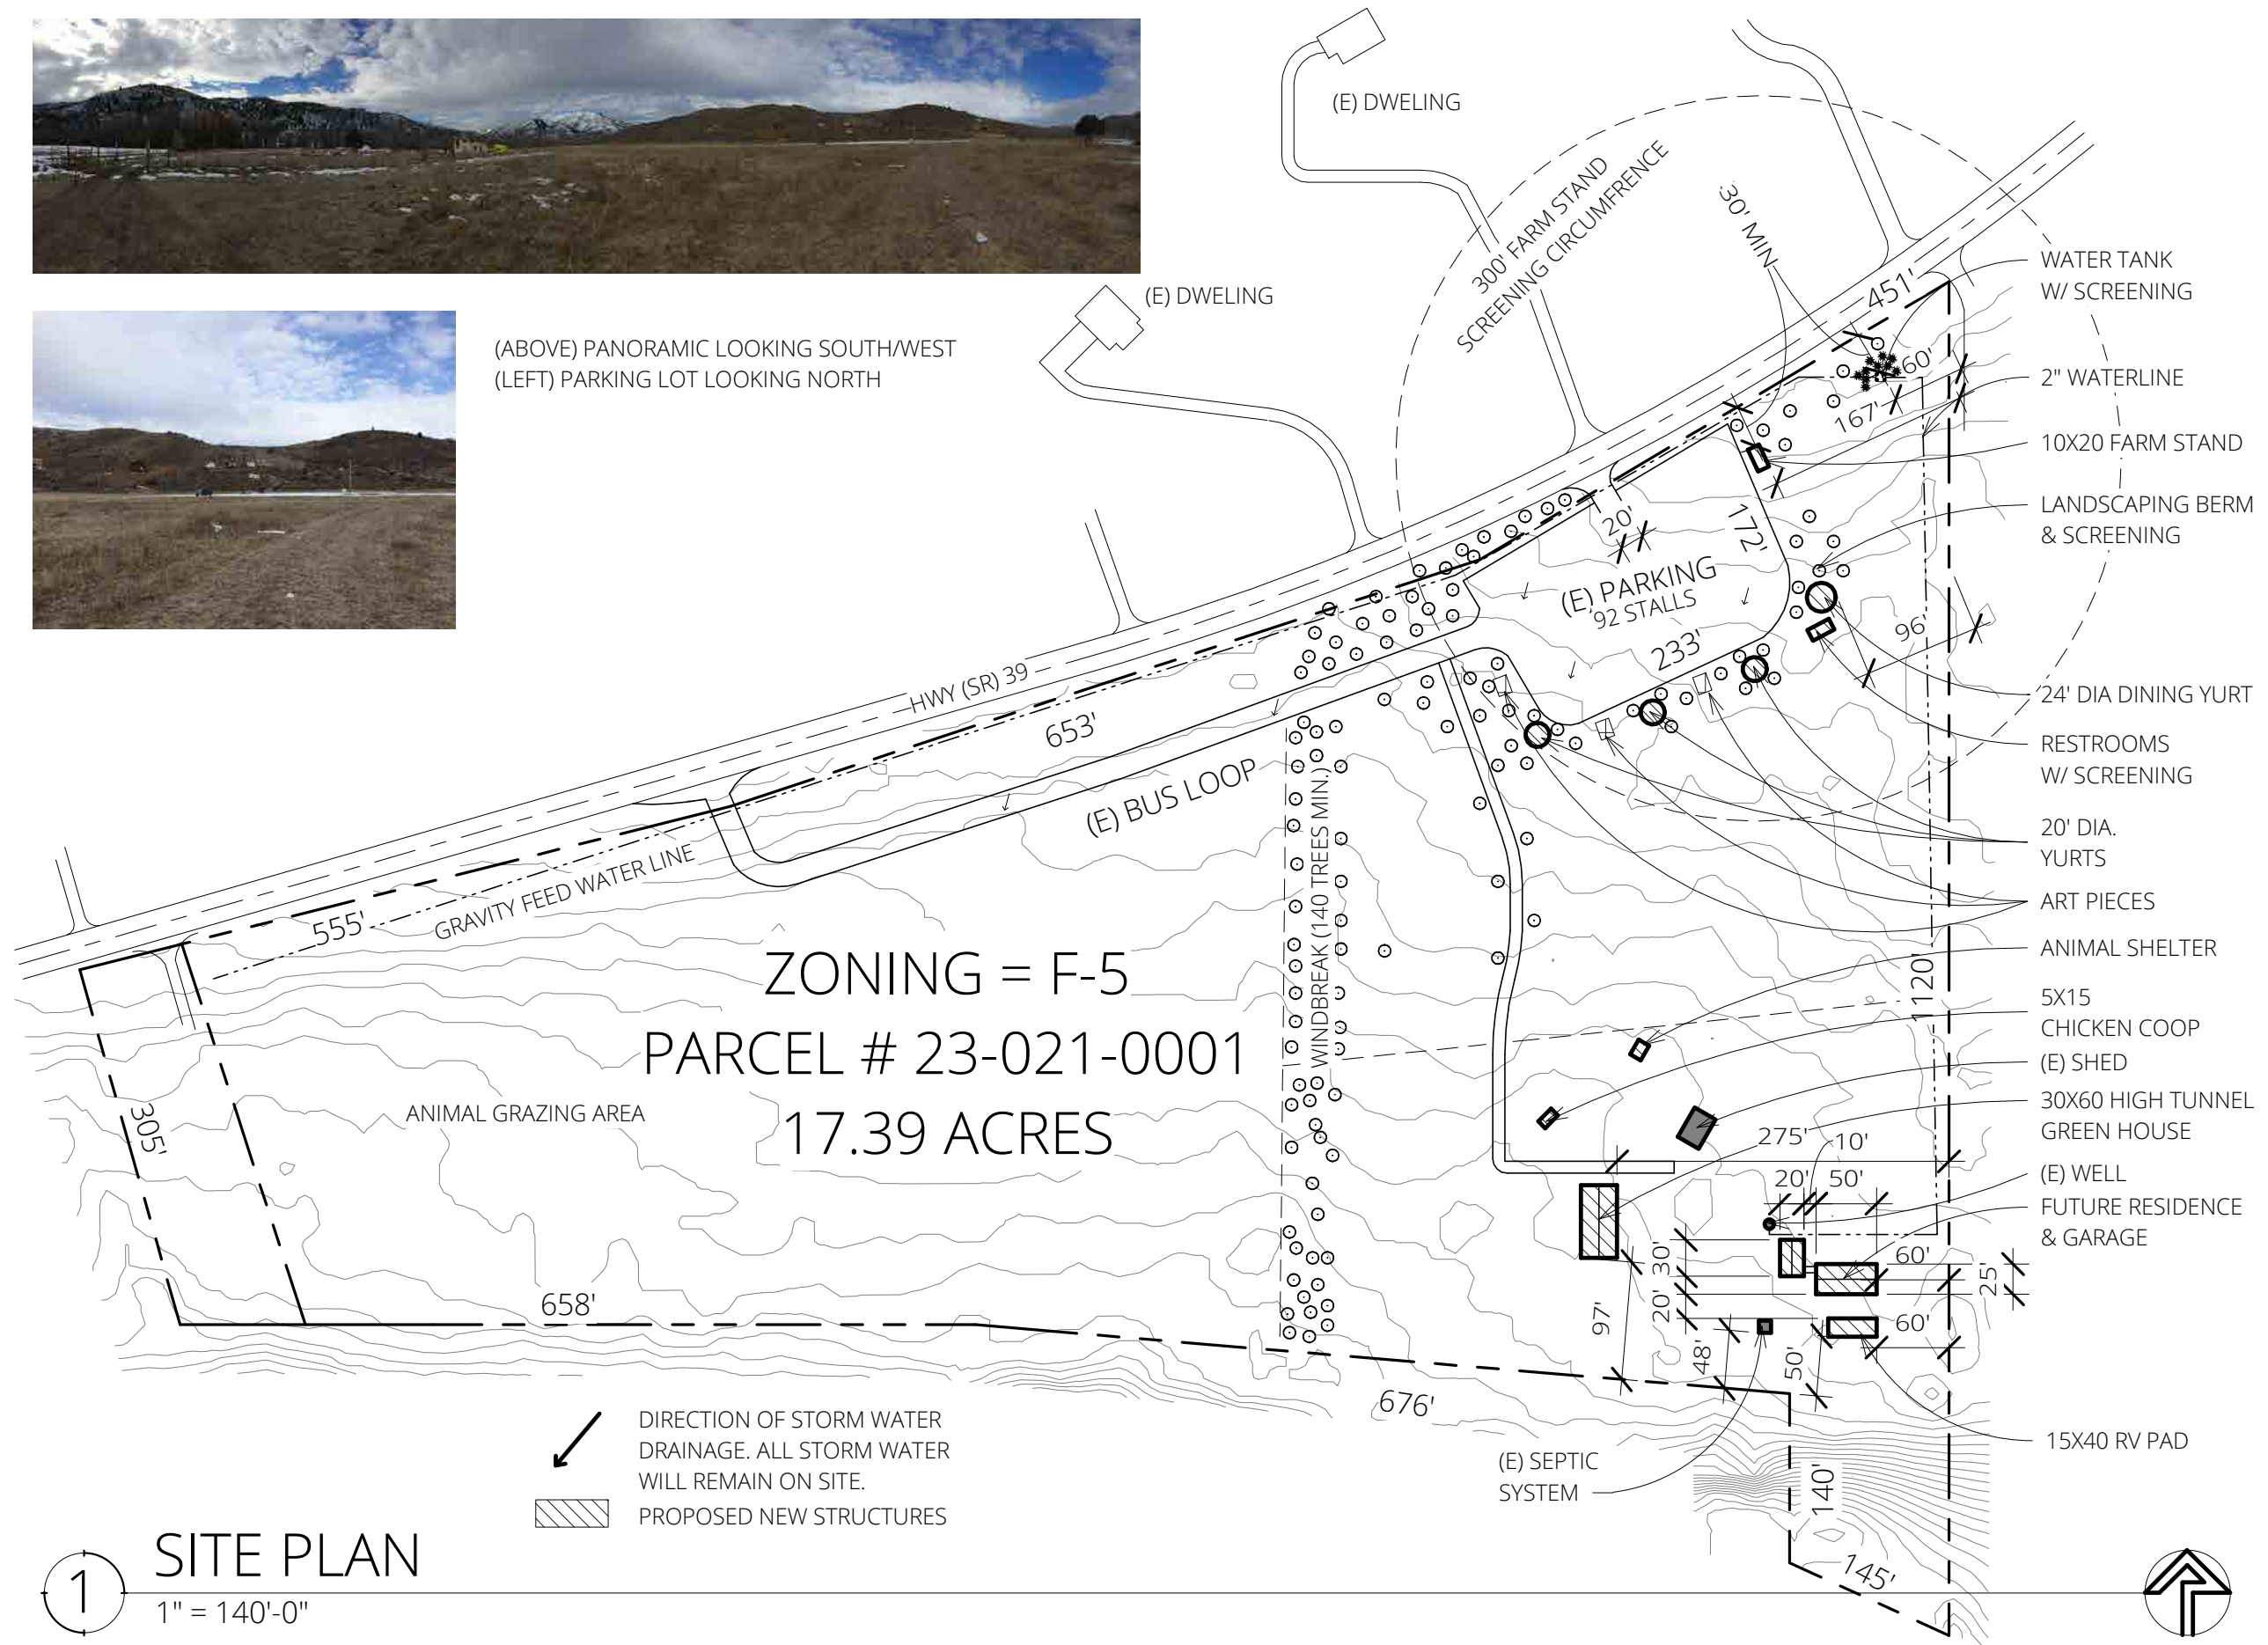 (E) DWELING
300' FARM STAND
SCREENING CIRCUMFRENCE
30' MIN
(E) DWELING
(ABOVE) PANORAMIC LOOKING SOUTH/WEST
(LEFT) PARKING LOT LOOKING NORTH
451'
60'
167'
WATER TANK
W/ SCREENING
2" WATERLINE
10X20 FARM STAND
LANDSCAPING BERM
& SCREENING
20'
172'
(E) PARKING
92 STALLS
233'
96'
24' DIA DINING YURT
RESTROOMS
W/ SCREENING
20' DIA.
YURTS
ART PIECES
ANIMAL SHELTER
5X15
CHICKEN COOP
(E) SHED
30X60 HIGH TUNNEL
GREEN HOUSE
(E) WELL
FUTURE RESIDENCE
& GARAGE
15X40 RV PAD
HWY (SR) 39
653'
(E) BUS LOOP
WINDBREAK (140 TREES MIN.)
555'
GRAVITY FEED WATER LINE
ZONING = F-5
PARCEL # 23-021-0001
17.39 ACRES
305'
ANIMAL GRAZING AREA
1120'
275'
10'
20'
50'
30'
60'
25'
20'
97'
60'
48'
50'
658'
676'
(E) SEPTIC
SYSTEM
140'
145'
DIRECTION OF STORM WATER
DRAINAGE. ALL STORM WATER
WILL REMAIN ON SITE.
PROPOSED NEW STRUCTURES
1
SITE PLAN
1" = 140'-0"